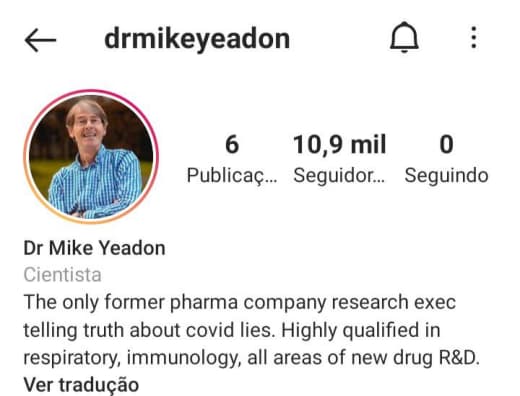 drmikeyeadon
6 10,9 mil 0
Publicaç... Seguidor... Seguindo
Dr Mike Yeadon
Cientista
The only former pharma company research exec
telling truth about covid lies. Highly qualified in
respiratory, immunology, all areas of new drug R&D.
Ver tradução